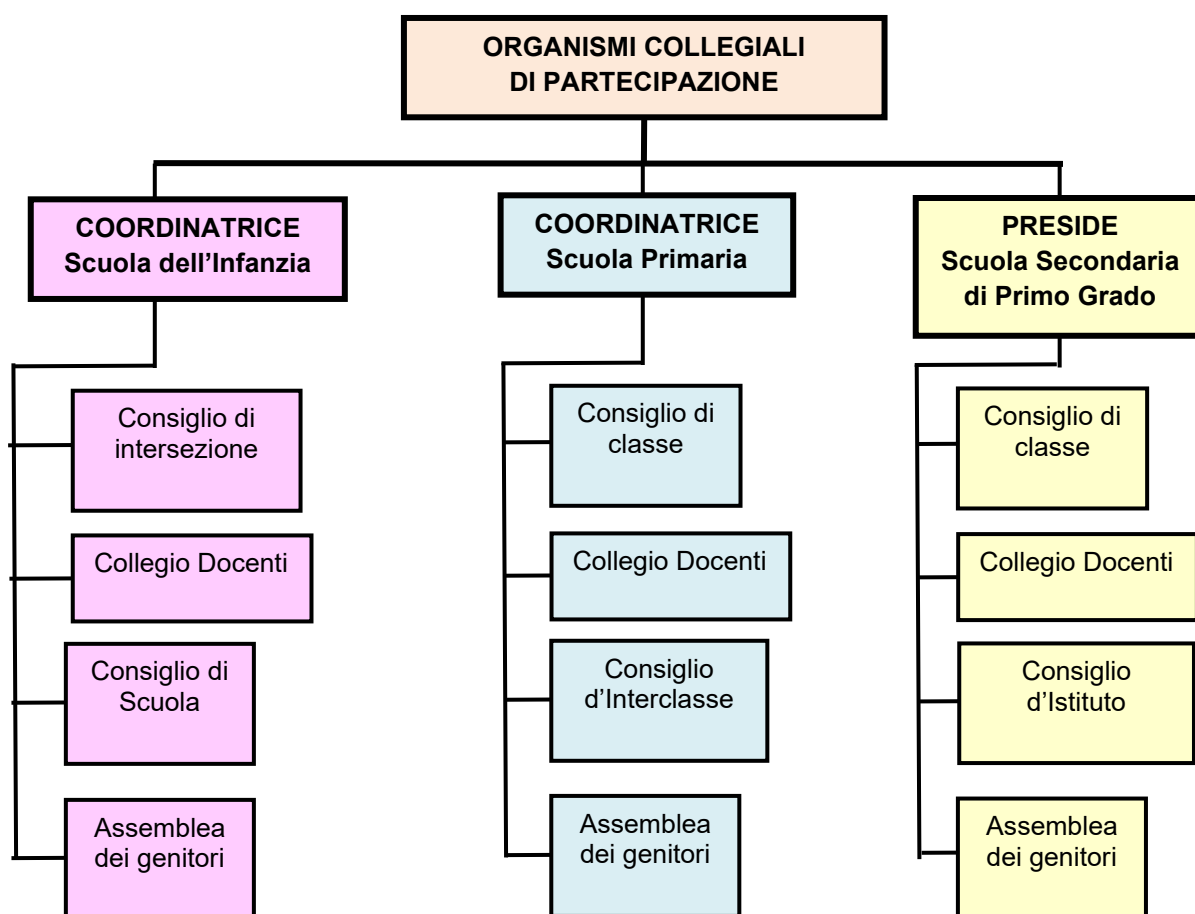 ORGANISMI COLLEGIALI
DI PARTECIPAZIONE
COORDINATRICE
Scuola dell’Infanzia
COORDINATRICE
Scuola Primaria
PRESIDE
Scuola Secondaria
di Primo Grado
Consiglio di
intersezione
Collegio Docenti
Consiglio di
Scuola
Assemblea
dei genitori
Consiglio di
classe
Collegio Docenti
Consiglio
d’Interclasse
Assemblea
dei genitori
Consiglio di
classe
Collegio Docenti
Consiglio
d’Istituto
Assemblea
dei genitori